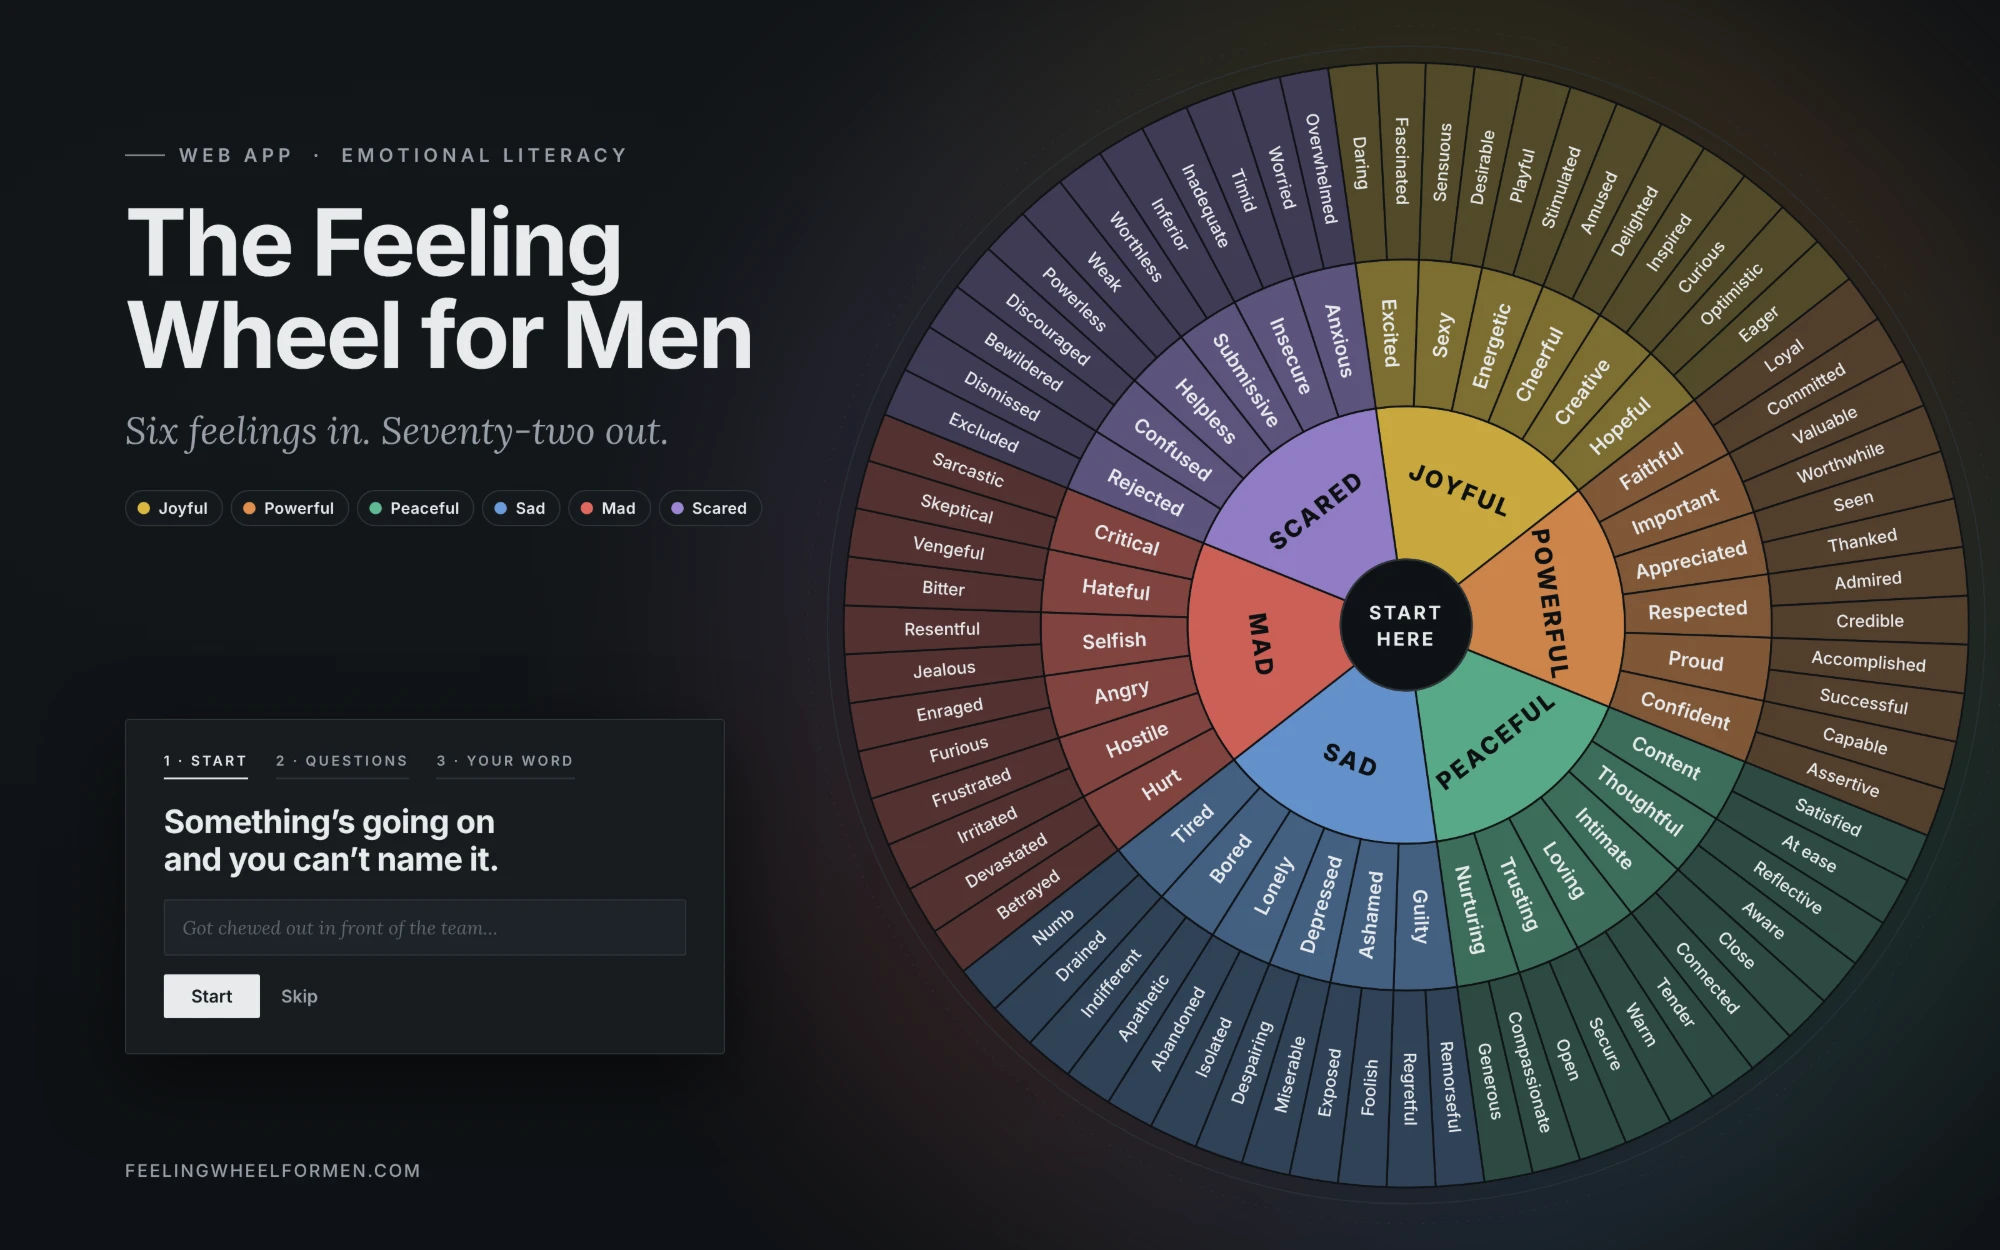 WEB APP · EMOTIONAL LITERACY
The Feeling
Wheel for Men
Six feelings in. Seventy-two out.
Joyful
Powerful
Peaceful
Sad
Mad
Scared
1 · START
2 · QUESTIONS
3 · YOUR WORD
Something’s going on
and you can’t name it.
Got chewed out in front of the team...
Start
Skip
FEELINGWHEELFORMEN.COM
START
HERE
JOYFUL
POWERFUL
PEACEFUL
SAD
MAD
SCARED
Excited
Sexy
Energetic
Cheerful
Creative
Hopeful
Faithful
Important
Appreciated
Respected
Proud
Confident
Content
Thoughtful
Intimate
Loving
Trusting
Nurturing
Guilty
Ashamed
Depressed
Lonely
Bored
Tired
Hurt
Hostile
Angry
Selfish
Hateful
Critical
Rejected
Confused
Helpless
Submissive
Insecure
Anxious
Daring
Fascinated
Sensuous
Desirable
Playful
Stimulated
Amused
Delighted
Inspired
Curious
Optimistic
Eager
Loyal
Committed
Valuable
Worthwhile
Seen
Thanked
Admired
Credible
Accomplished
Successful
Capable
Assertive
Satisfied
At ease
Reflective
Aware
Close
Connected
Tender
Warm
Secure
Open
Compassionate
Generous
Remorseful
Regretful
Foolish
Exposed
Miserable
Despairing
Isolated
Abandoned
Apathetic
Indifferent
Drained
Numb
Betrayed
Devastated
Irritated
Frustrated
Furious
Enraged
Jealous
Resentful
Bitter
Vengeful
Skeptical
Sarcastic
Excluded
Dismissed
Bewildered
Discouraged
Powerless
Weak
Worthless
Inferior
Inadequate
Timid
Worried
Overwhelmed